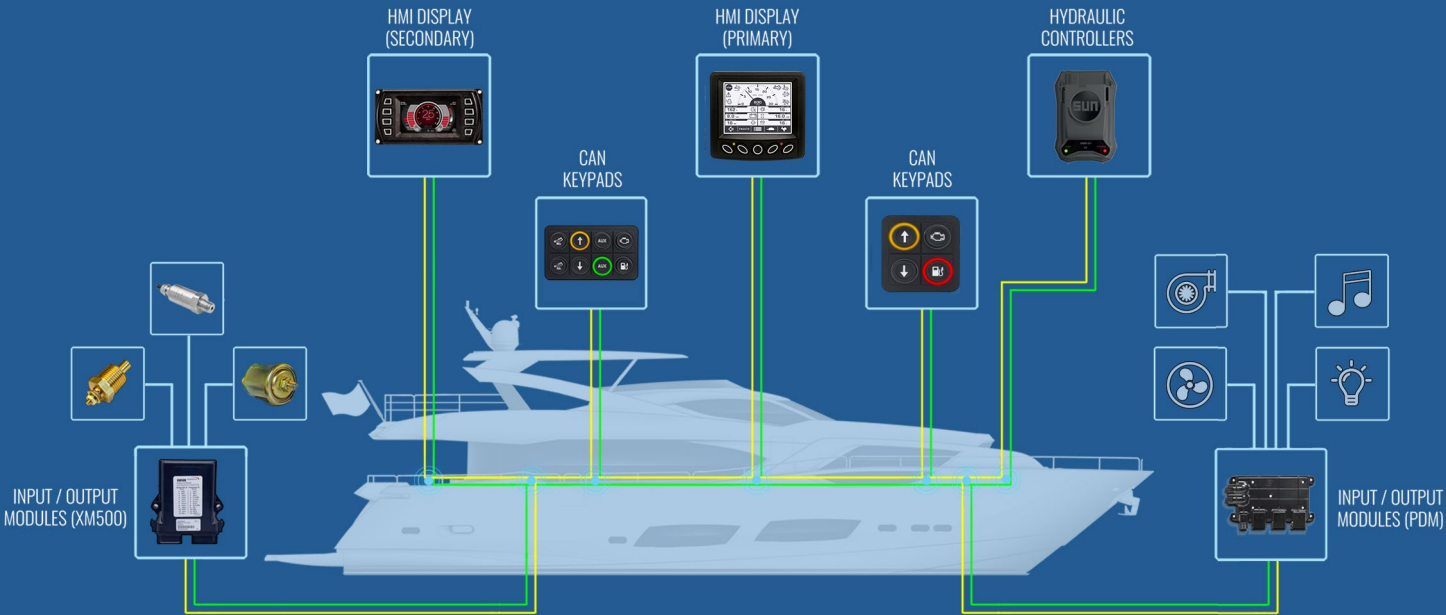 HMI DISPLAY
(SECONDARY)
HMI DISPLAY
(PRIMARY)
HYDRAULIC
CONTROLLERS
CAN
KEYPADS
CAN
KEYPADS
sun
AUX
AUX
INPUT / OUTPUT
MODULES (XM500)
INPUT / OUTPUT
MODULES (PDM)